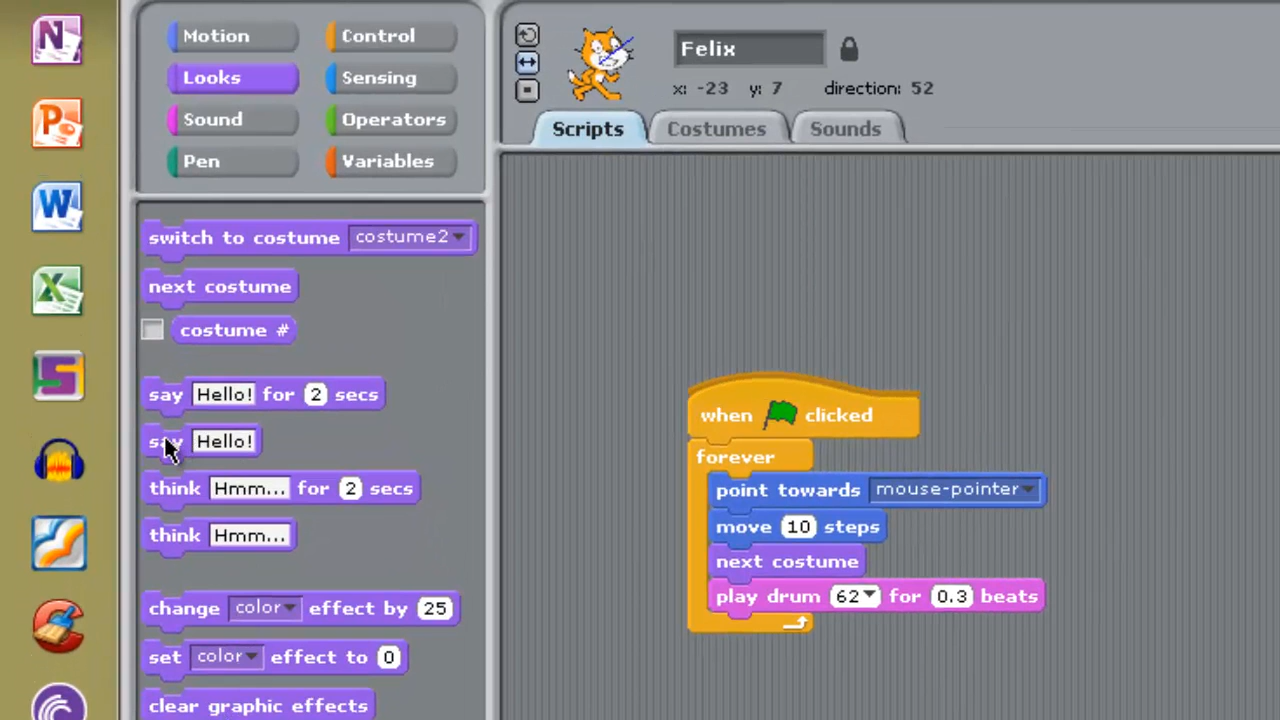 N
P
W
X
S
Motion
Control
Looks
Sensing
Sound
Operators
Pen
Variables
switch to costume costume2
next costume
costume #
say Hello! for 2 secs
say Hello!
think Hmm... for 2 secs
think Hmm...
change color effect by 25
set color effect to 0
clear graphic effects
Felix
x: -23 y: 7 direction: 52
Scripts
Costumes
Sounds
when clicked
forever
point towards mouse-pointer
move 10 steps
next costume
play drum 62 for 0.3 beats